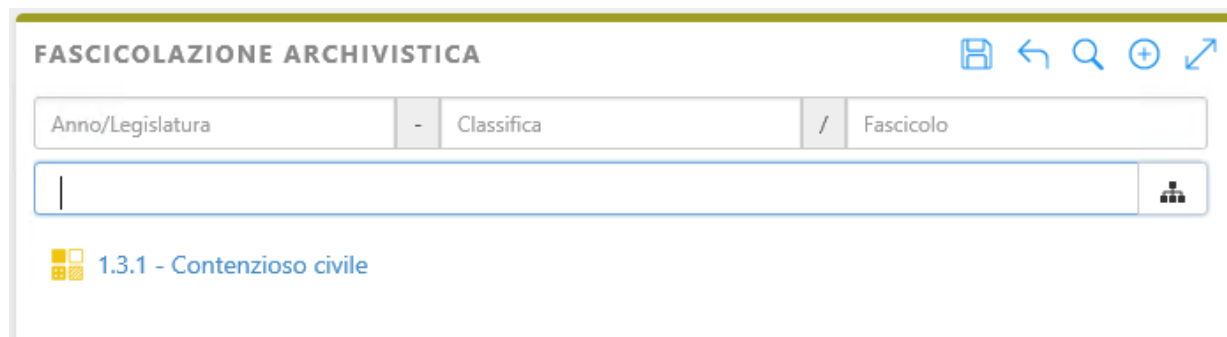 FASCICOLAZIONE ARCHIVISTICA
Anno/Legislatura - Classifica / Fascicolo
1.3.1 - Contenzioso civile